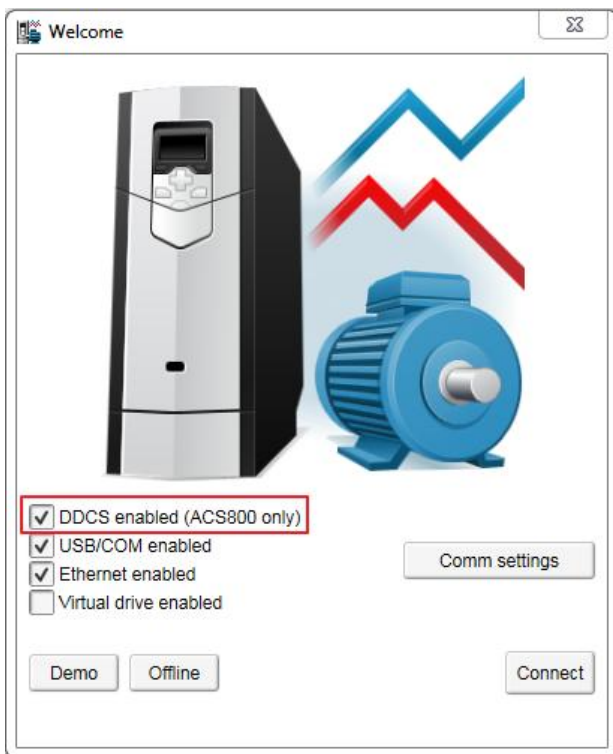 Welcome
DDCS enabled (ACS800 only)
USB/COM enabled
Ethernet enabled
Comm settings
Virtual drive enabled
Demo
Offline
Connect